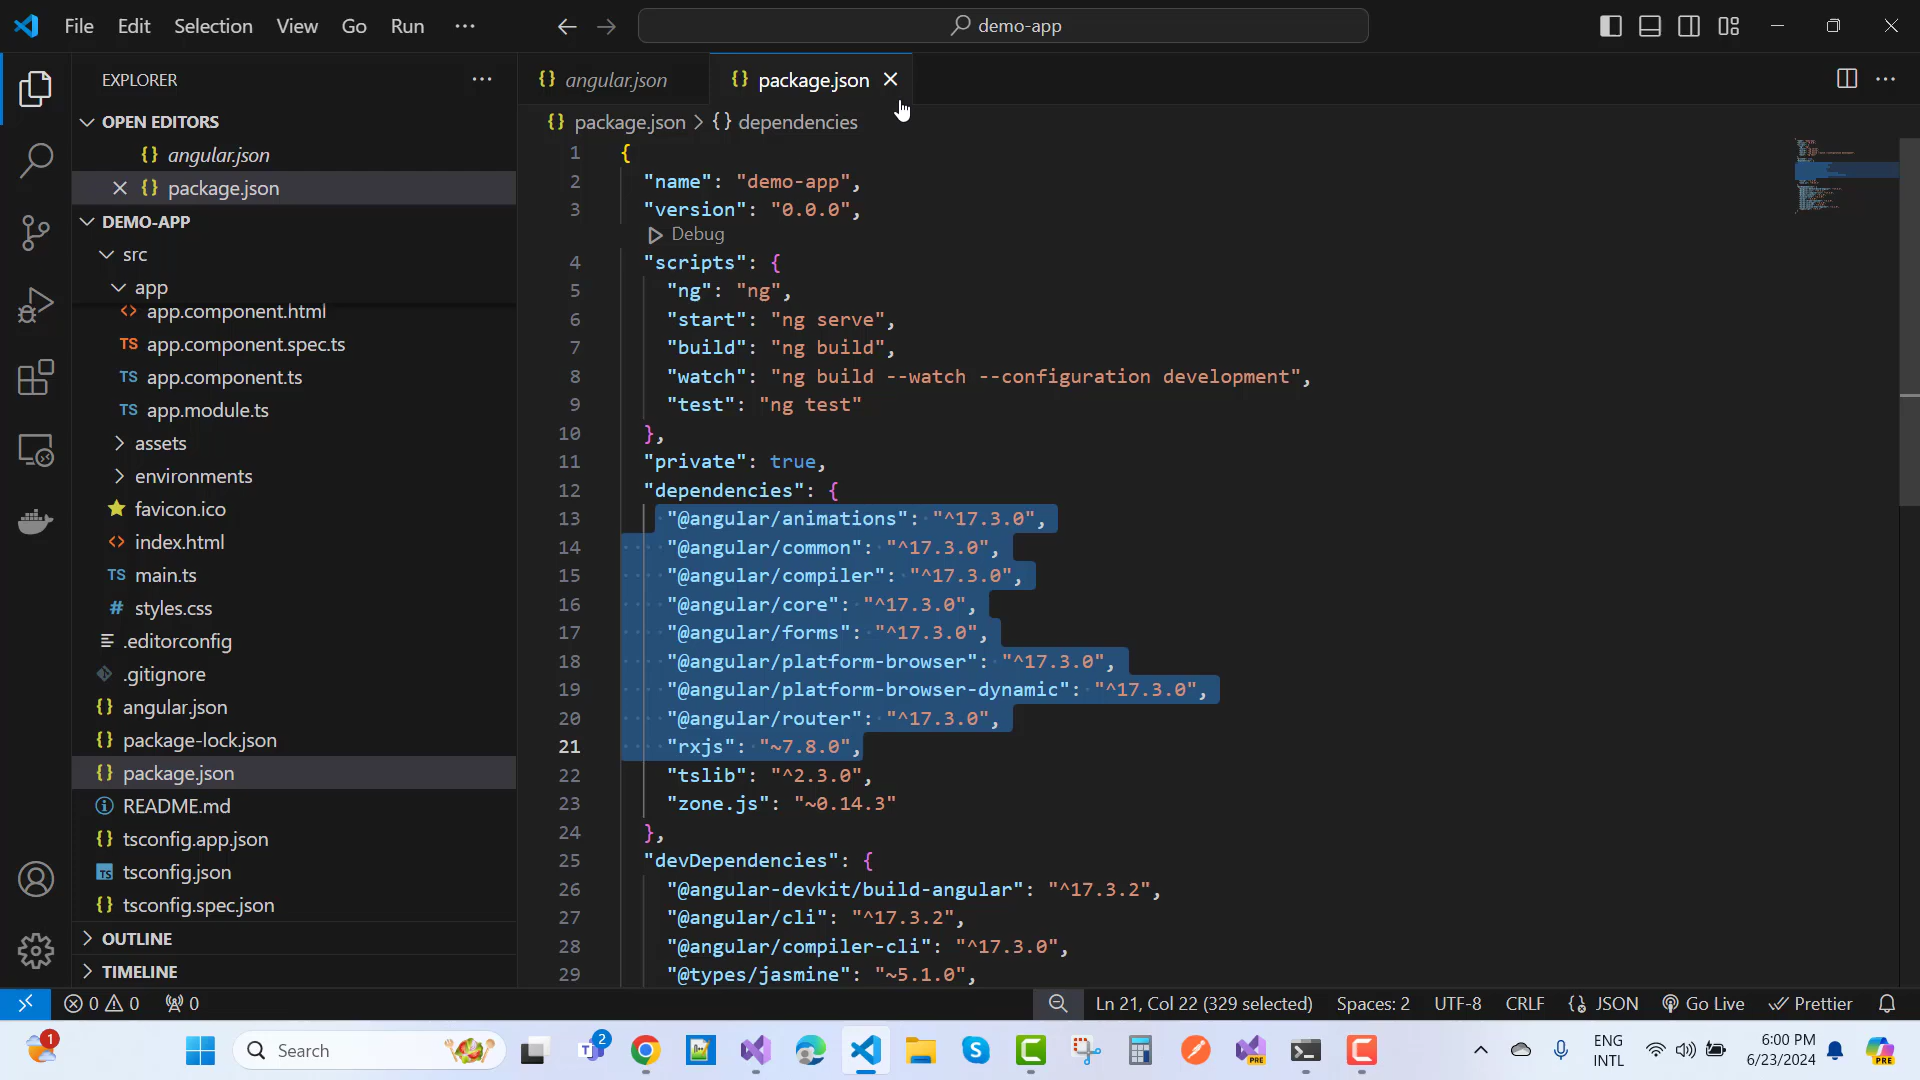 File Edit Selection View Go Run ···
demo-app
EXPLORER ···
OPEN EDITORS
{} angular.json
{} package.json
DEMO-APP
src
app
<> app.component.html
TS app.component.spec.ts
TS app.component.ts
TS app.module.ts
assets
environments
favicon.ico
<> index.html
TS main.ts
# styles.css
.editorconfig
.gitignore
{} angular.json
{} package-lock.json
{} package.json
README.md
{} tsconfig.app.json
TS tsconfig.json
{} tsconfig.spec.json
OUTLINE
TIMELINE
{} angular.json
{} package.json
{} package.json > {} dependencies
1 {
2 "name": "demo-app",
3 "version": "0.0.0",
Debug
4 "scripts": {
5 "ng": "ng",
6 "start": "ng serve",
7 "build": "ng build",
8 "watch": "ng build --watch --configuration development",
9 "test": "ng test"
10 },
11 "private": true,
12 "dependencies": {
13 "@angular/animations": "^17.3.0",
14 "@angular/common": "^17.3.0",
15 "@angular/compiler": "^17.3.0",
16 "@angular/core": "^17.3.0",
17 "@angular/forms": "^17.3.0",
18 "@angular/platform-browser": "^17.3.0",
19 "@angular/platform-browser-dynamic": "^17.3.0",
20 "@angular/router": "^17.3.0",
21 "rxjs": "~7.8.0",
22 "tslib": "^2.3.0",
23 "zone.js": "~0.14.3"
24 },
25 "devDependencies": {
26 "@angular-devkit/build-angular": "^17.3.2",
27 "@angular/cli": "^17.3.2",
28 "@angular/compiler-cli": "^17.3.0",
29 "@types/jasmine": "~5.1.0",
0 0 0
Ln 21, Col 22 (329 selected) Spaces: 2 UTF-8 CRLF {} JSON Go Live Prettier
1
Search
2
PRE
ENG
INTL
6:00 PM
6/23/2024
PRE